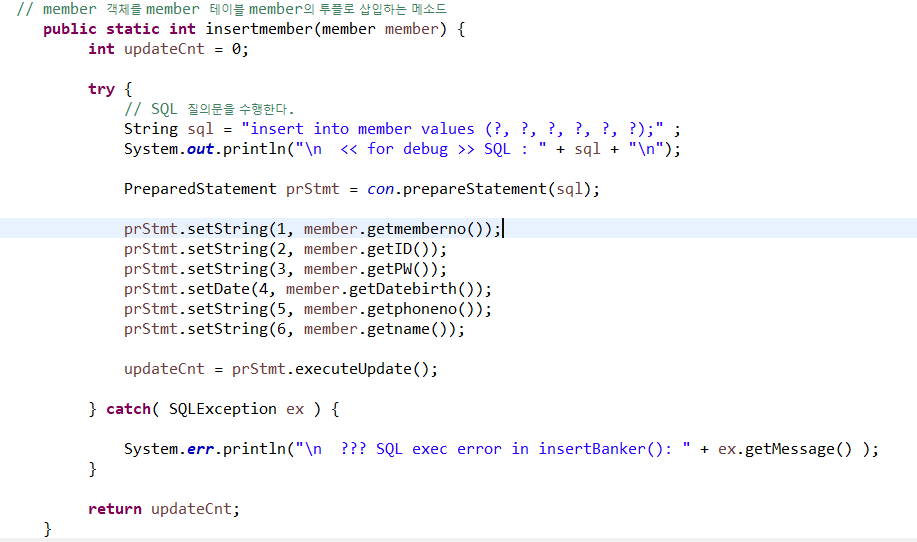 // member 객체를 member 테이블 member의 투플로 삽입하는 메소드
public static int insertmember(member member) {
int updateCnt = 0;
try {
// SQL 질의문을 수행한다.
String sql = "insert into member values (?, ?, ?, ?, ?, ?);" ;
System.out.println("\n  << for debug >> SQL : " + sql + "\n");
PreparedStatement prStmt = con.prepareStatement(sql);
prStmt.setString(1, member.getmemberno());
prStmt.setString(2, member.getID());
prStmt.setString(3, member.getPW());
prStmt.setDate(4, member.getDatebirth());
prStmt.setString(5, member.getphoneno());
prStmt.setString(6, member.getname());
updateCnt = prStmt.executeUpdate();
} catch( SQLException ex ) {
System.err.println("\n  ??? SQL exec error in insertBanker(): " + ex.getMessage() );
}
return updateCnt;
}